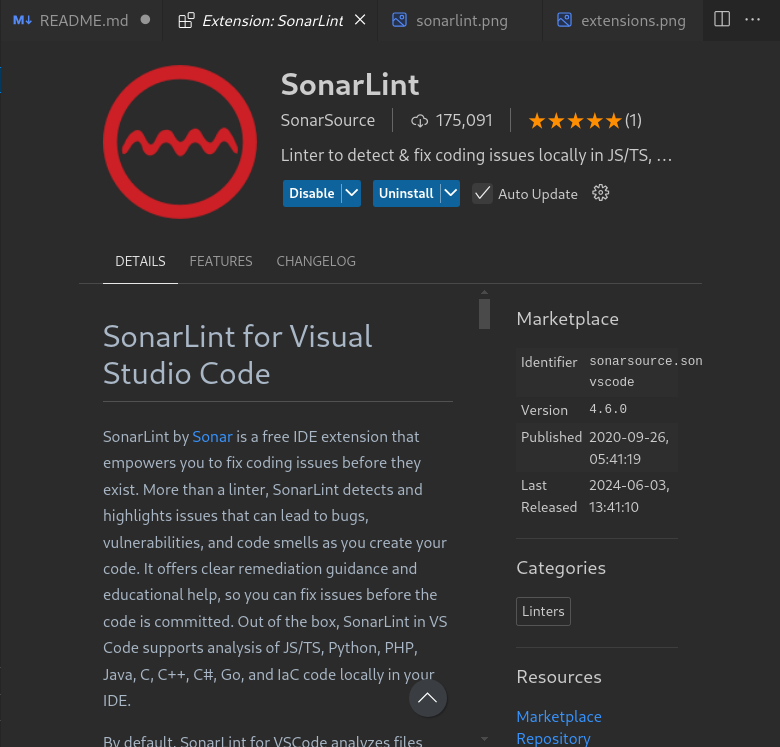 README.md
Extension: SonarLint
sonarlint.png
extensions.png
SonarLint
SonarSource 175,091 (1)
Linter to detect & fix coding issues locally in JS/TS, ...
Disable Uninstall Auto Update
DETAILS FEATURES CHANGELOG
SonarLint for Visual
Studio Code
SonarLint by Sonar is a free IDE extension that
empowers you to fix coding issues before they
exist. More than a linter, SonarLint detects and
highlights issues that can lead to bugs,
vulnerabilities, and code smells as you create your
code. It offers clear remediation guidance and
educational help, so you can fix issues before the
code is committed. Out of the box, SonarLint in VS
Code supports analysis of JS/TS, Python, PHP,
Java, C, C++, C#, Go, and IaC code locally in your
IDE.
By default, SonarLint for VSCode analyzes files
Marketplace
Identifier sonarsource.son
vscode
Version 4.6.0
Published 2020-09-26,
05:41:19
Last 2024-06-03,
Released 13:41:10
Categories
Linters
Resources
Marketplace
Repository